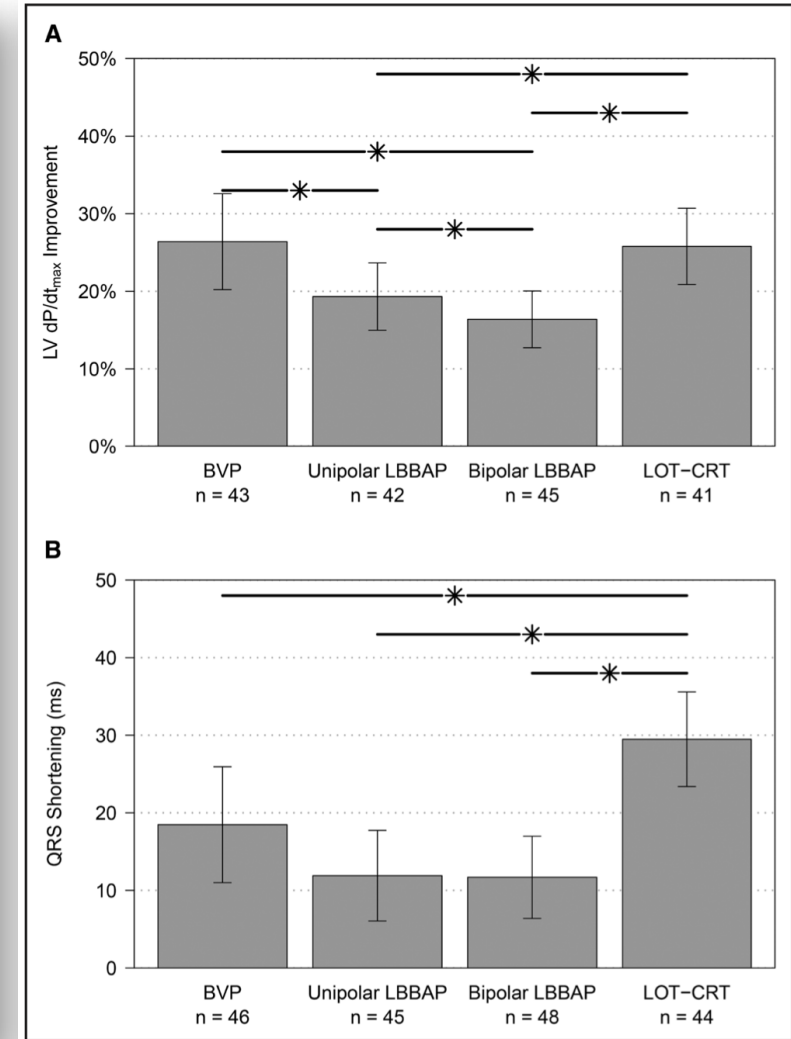 A
50%
40%
30%
20%
10%
0%
LV dP/dtmax Improvement
BVP
n = 43
Unipolar LBBAP
n = 42
Bipolar LBBAP
n = 45
LOT−CRT
n = 41
B
50
40
30
20
10
0
QRS Shortening (ms)
BVP
n = 46
Unipolar LBBAP
n = 45
Bipolar LBBAP
n = 48
LOT−CRT
n = 44